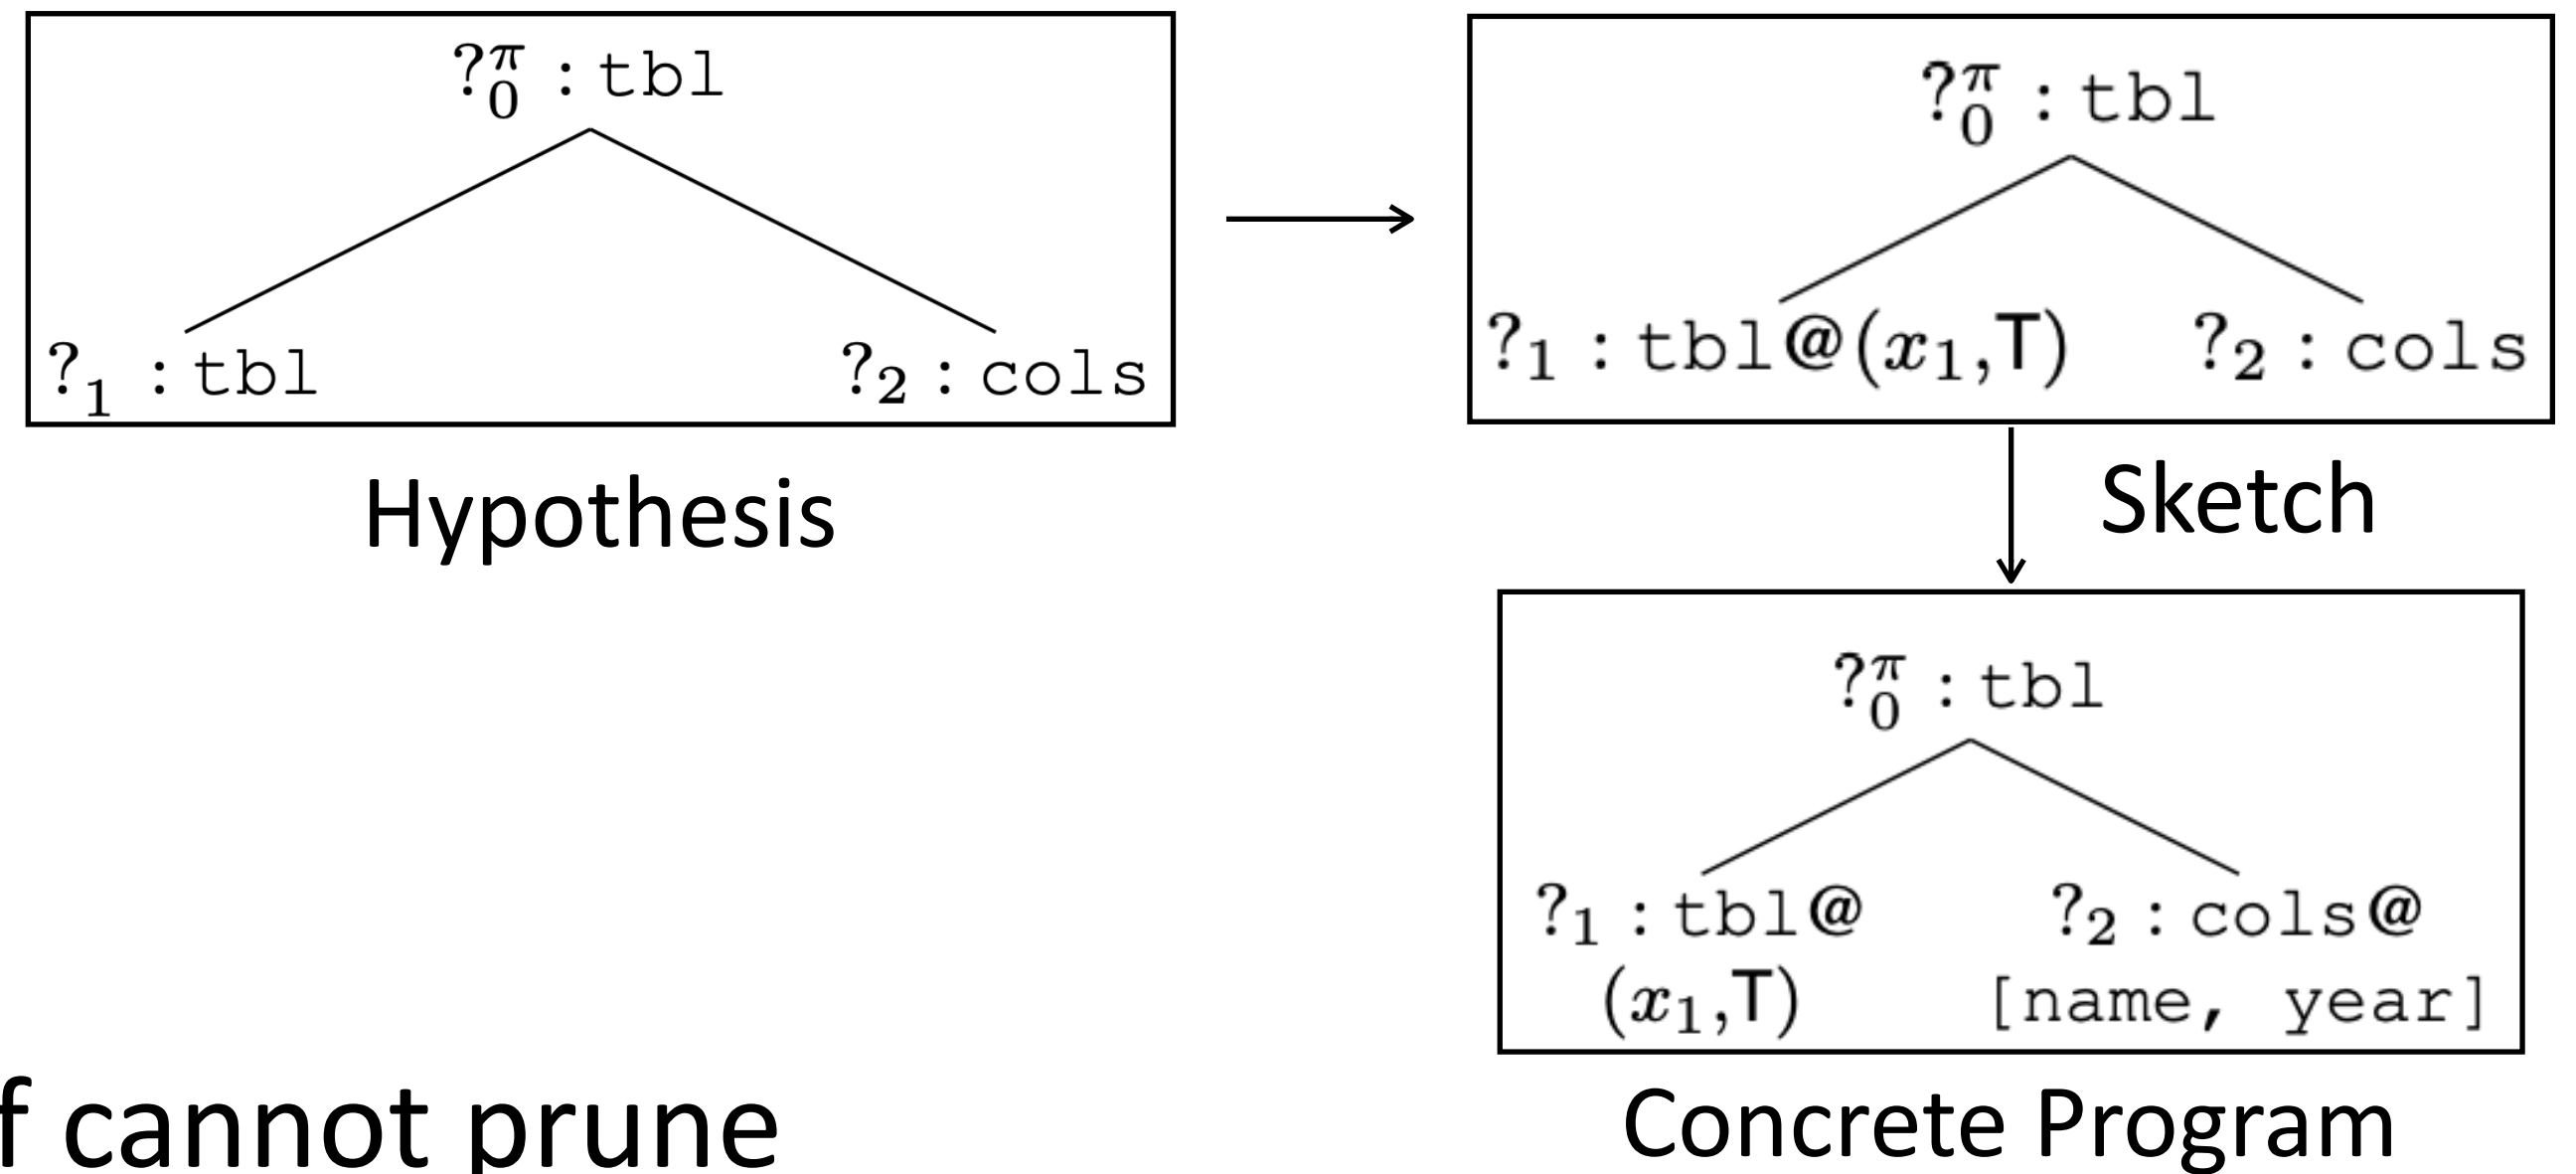 ?₀^π : tbl
?₁ : tbl ?₂ : cols
Hypothesis
?₀^π : tbl
?₁ : tbl@(x₁,T) ?₂ : cols
Sketch
?₀^π : tbl
?₁ : tbl@ ?₂ : cols@
(x₁,T) [name, year]
Concrete Program
f cannot prune